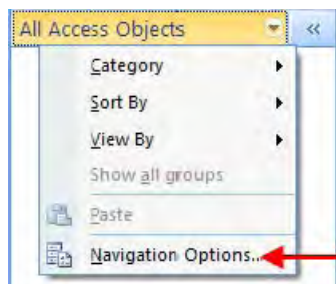 All Access Objects
Category
Sort By
View By
Show all groups
Paste
Navigation Options...